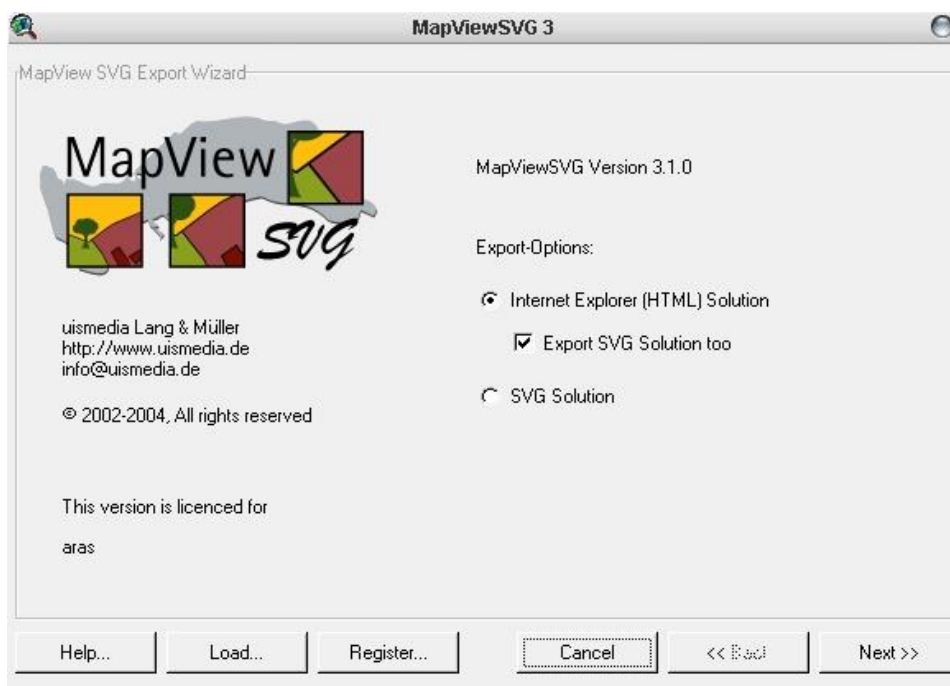 MapViewSVG 3
MapView SVG Export Wizard
MapView
SVG
uismedia Lang & Müller
http://www.uismedia.de
info@uismedia.de
© 2002-2004, All rights reserved
This version is licenced for
aras
MapViewSVG Version 3.1.0
Export-Options:
Internet Explorer (HTML) Solution
Export SVG Solution too
SVG Solution
Help...
Load...
Register...
Cancel
<< Back
Next >>